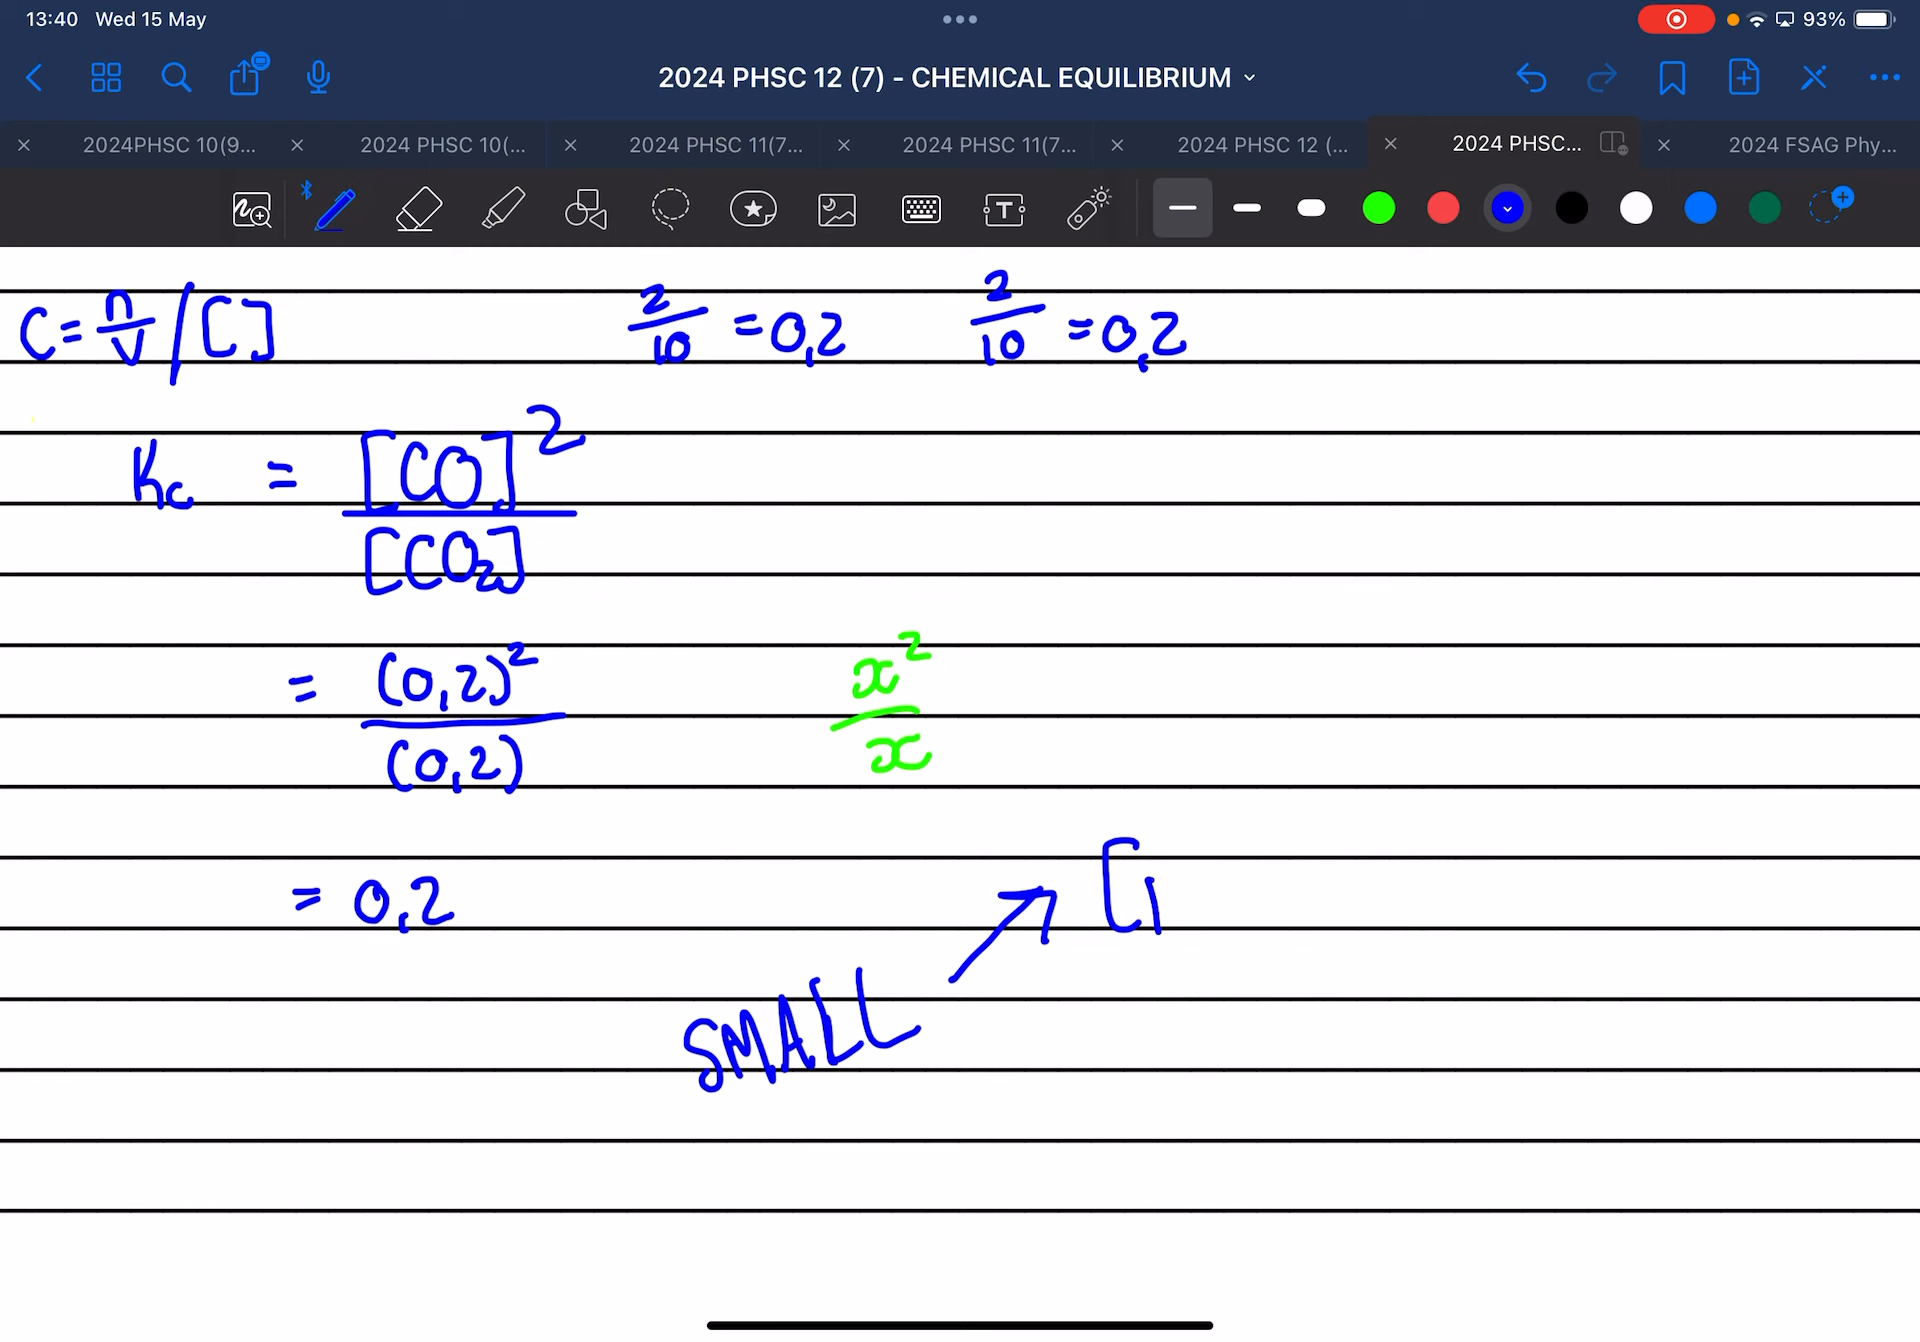 13:40 Wed 15 May
93%
2024 PHSC 12 (7) - CHEMICAL EQUILIBRIUM
2024PHSC 10(9... 2024 PHSC 10(... 2024 PHSC 11(7... 2024 PHSC 11(7... 2024 PHSC 12 (... 2024 PHSC... 2024 FSAG Phy...
C = n/V / [ ] 2/10 = 0,2 2/10 = 0,2
Kc = [CO]²
[CO₂]
= (0,2)² x²
(0,2) x
= 0,2 [
SMALL